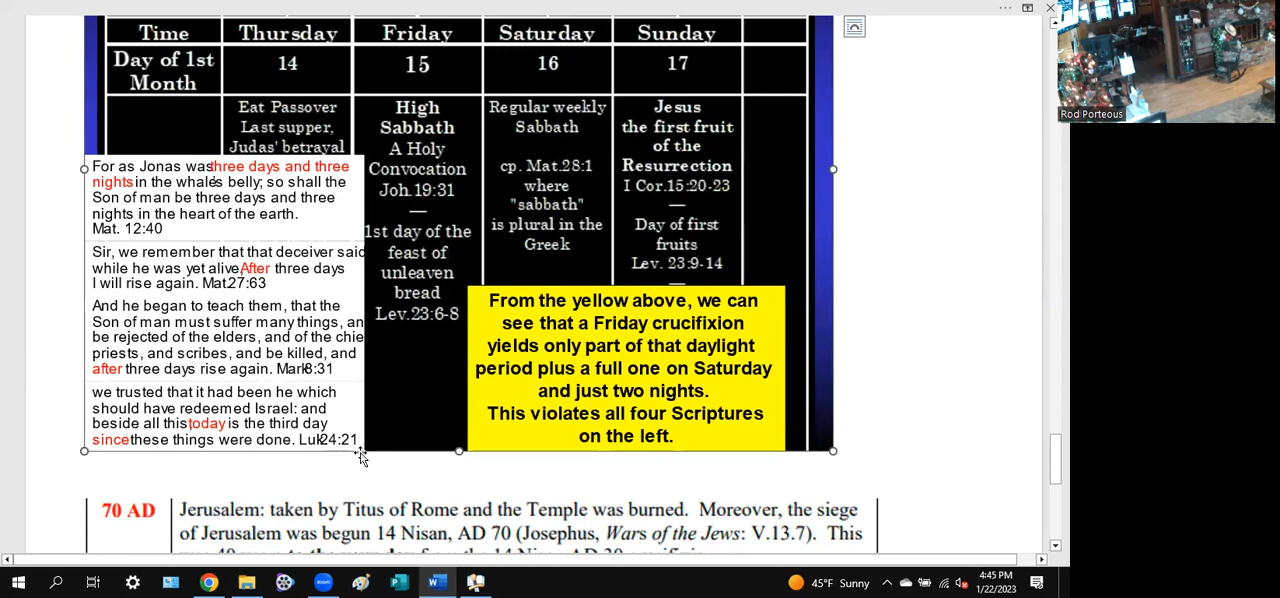 Time Thursday Friday Saturday Sunday
Day of 1st Month 14 15 16 17
Eat Passover
Last supper,
Judas' betrayal
High
Sabbath
A Holy
Convocation
Joh.19:31
—
1st day of the
feast of
unleaven
bread
Lev.23:6-8
Regular weekly
Sabbath
cp. Mat.28:1
where
"sabbath"
is plural in the
Greek
Jesus
the first fruit
of the
Resurrection
I Cor.15:20-23
—
Day of first
fruits
Lev. 23:9-14
—
For as Jonas was three days and three
nights in the whale's belly; so shall the
Son of man be three days and three
nights in the heart of the earth.
Mat. 12:40
Sir, we remember that that deceiver said
while he was yet alive, After three days
I will rise again. Mat.27:63
And he began to teach them, that the
Son of man must suffer many things, an
be rejected of the elders, and of the chie
priests, and scribes, and be killed, and
after three days rise again. Mark 8:31
we trusted that it had been he which
should have redeemed Israel: and
beside all this, today is the third day
since these things were done. Luk 24:21
From the yellow above, we can
see that a Friday crucifixion
yields only part of that daylight
period plus a full one on Saturday
and just two nights.
This violates all four Scriptures
on the left.
70 AD
Jerusalem: taken by Titus of Rome and the Temple was burned. Moreover, the siege
of Jerusalem was begun 14 Nisan, AD 70 (Josephus, Wars of the Jews: V.13.7). This
Rod Porteous
45°F Sunny
4:45 PM
1/22/2023